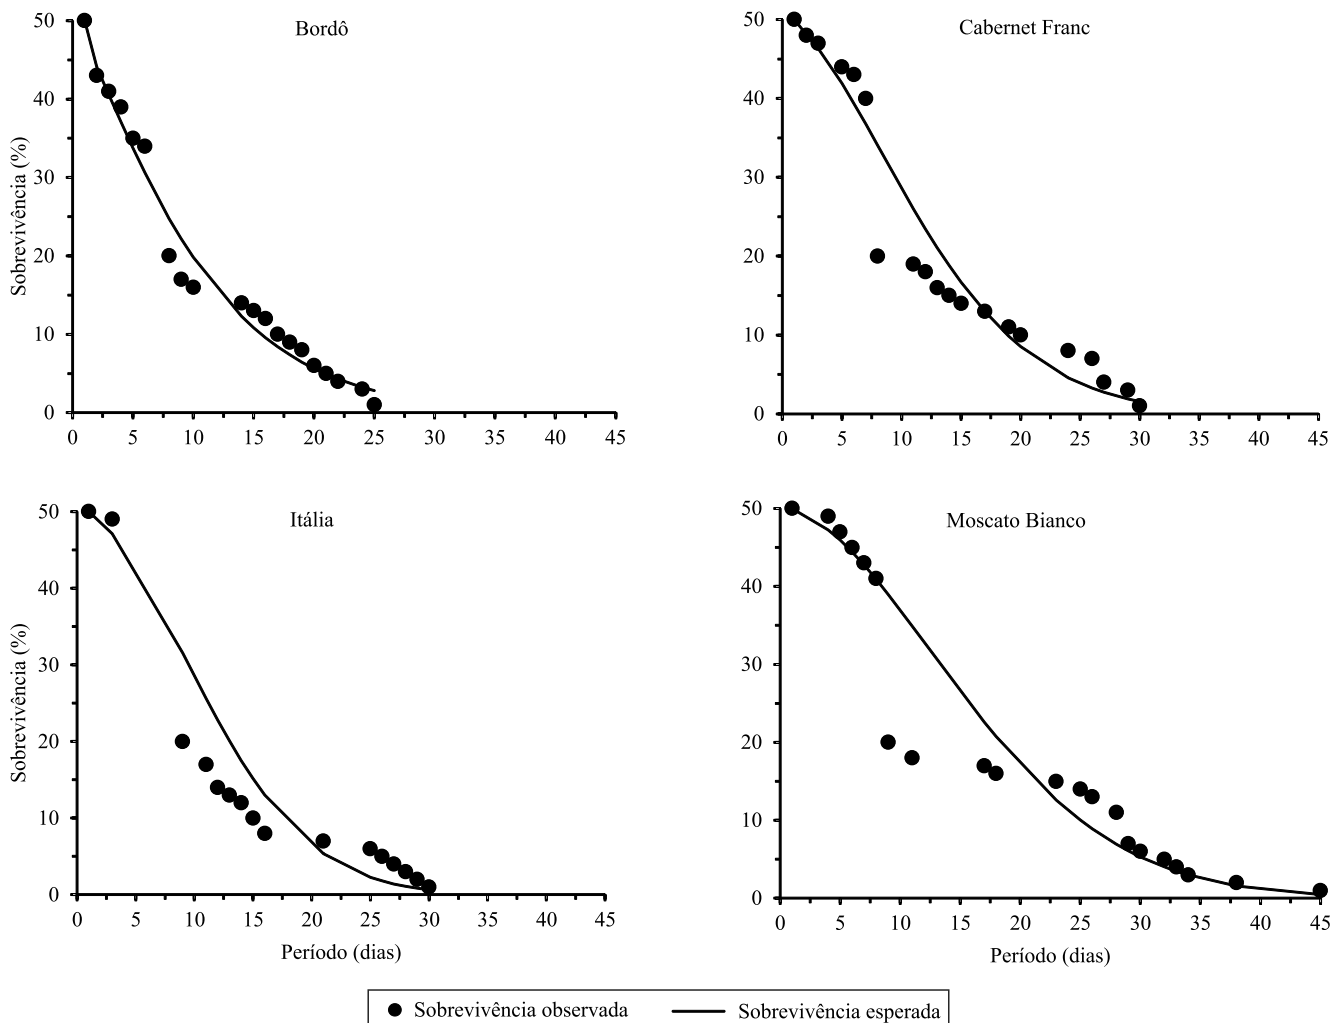 Bordô
Sobrevivência (%)
50
40
30
20
10
0
0 5 10 15 20 25 30 35 40 45
Cabernet Franc
50
40
30
20
10
0
0 5 10 15 20 25 30 35 40 45
Itália
Sobrevivência (%)
50
40
30
20
10
0
0 5 10 15 20 25 30 35 40 45
Período (dias)
Moscato Bianco
50
40
30
20
10
0
0 5 10 15 20 25 30 35 40 45
Período (dias)
Sobrevivência observada Sobrevivência esperada